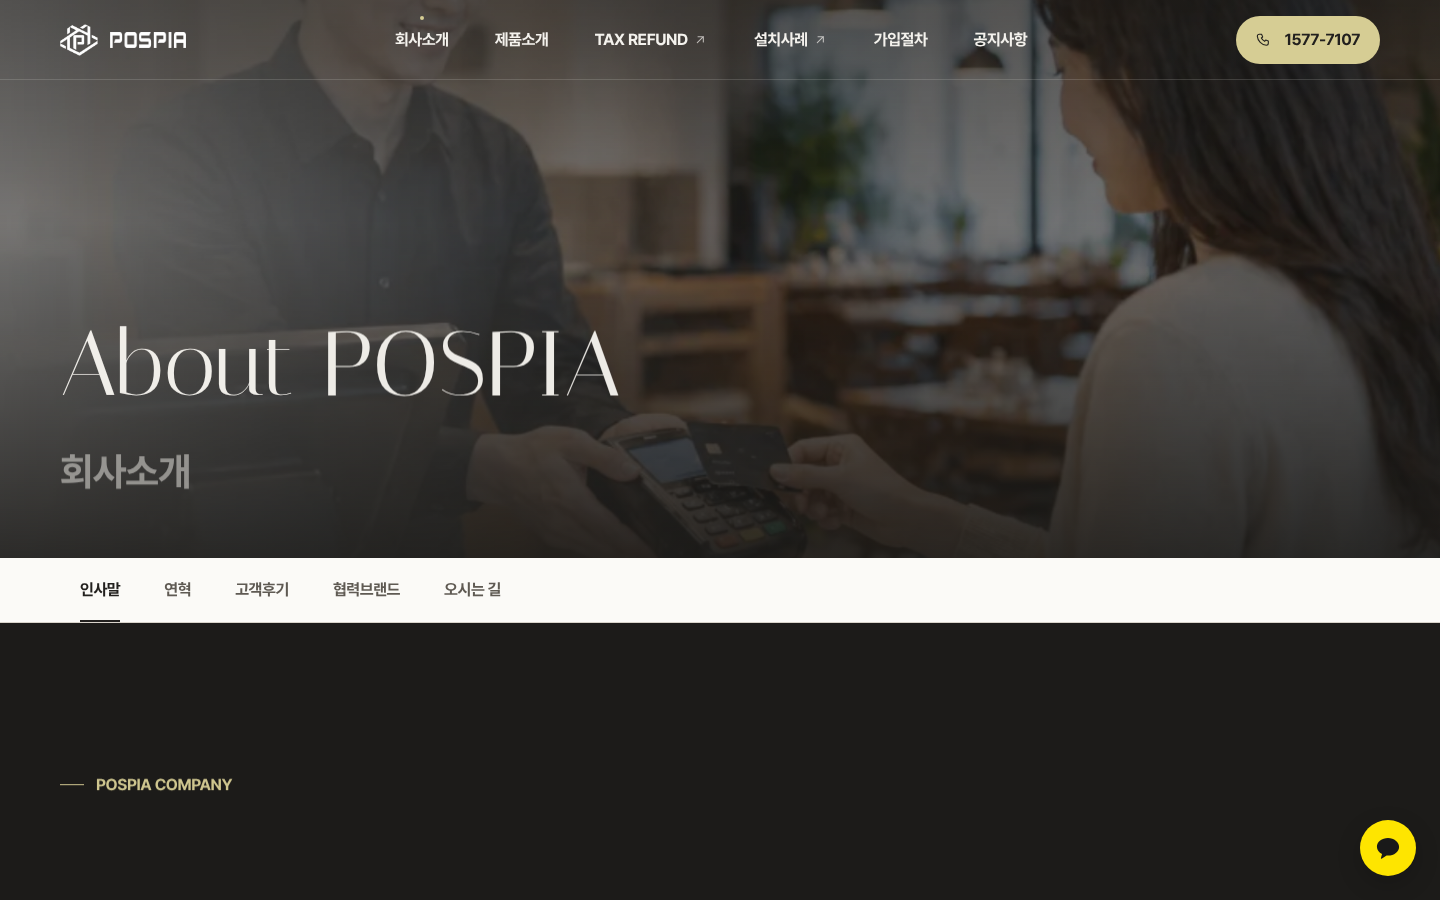 POSPIA
회사소개
제품소개
TAX REFUND
설치사례
가입절차
공지사항
1577-7107
About POSPIA
회사소개
인사말
연혁
고객후기
협력브랜드
오시는 길
POSPIA COMPANY